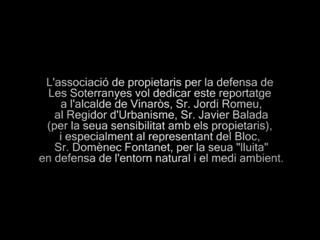 L'associació de propietaris per la defensa de
Les Soterranyes vol dedicar este reportatge
a l'alcalde de Vinaròs, Sr. Jordi Romeu,
al Regidor d'Urbanisme, Sr. Javier Balada
(per la seua sensibilitat amb els propietaris),
i especialment al representant del Bloc,
Sr. Domènec Fontanet, per la seua "lluita"
en defensa de l'entorn natural i el medi ambient.